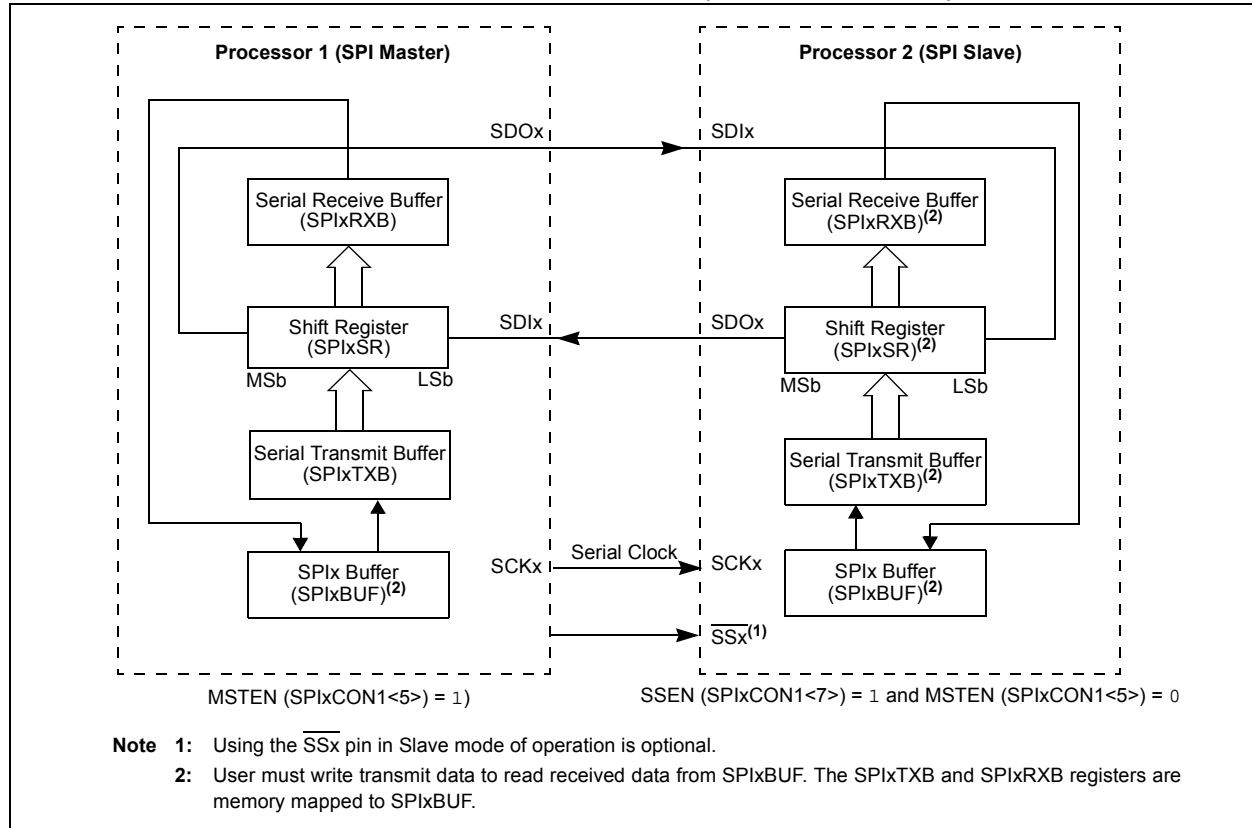 Processor 1 (SPI Master)
SDOx
Serial Receive Buffer
(SPIxRXB)
SDIx
Shift Register
(SPIxSR)
MSb
LSb
Serial Transmit Buffer
(SPIxTXB)
SPIx Buffer
(SPIxBUF)(2)
SCKx
Serial Clock
MSTEN (SPIxCON1<5>) = 1)
Processor 2 (SPI Slave)
SDIx
Serial Receive Buffer
(SPIxRXB)(2)
SDOx
Shift Register
(SPIxSR)(2)
MSb
LSb
Serial Transmit Buffer
(SPIxTXB)(2)
SPIx Buffer
(SPIxBUF)(2)
SCKx
SSx(1)
SSEN (SPIxCON1<7>) = 1 and MSTEN (SPIxCON1<5>) = 0
Note 1: Using the SSx pin in Slave mode of operation is optional.
2: User must write transmit data to read received data from SPIxBUF. The SPIxTXB and SPIxRXB registers are
memory mapped to SPIxBUF.